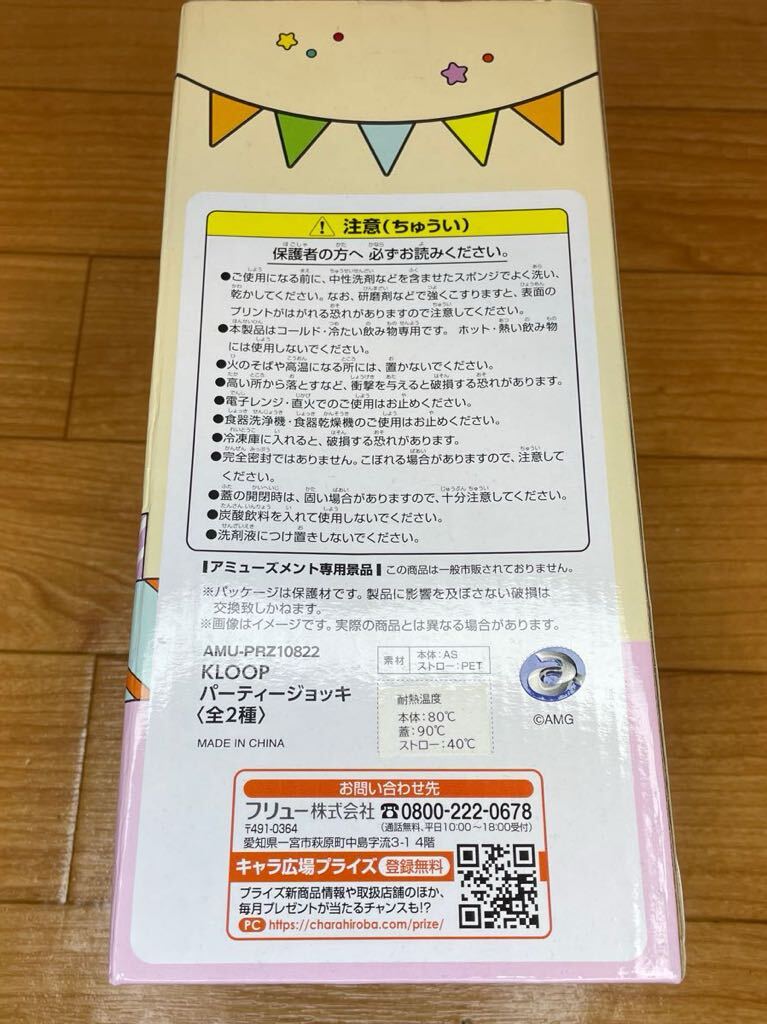 注意(ちゅうい)
保護者の方へ 必ずお読みください。
●ご使用になる前に、中性洗剤などを含ませたスポンジでよく洗い、
乾かしてください。なお、研磨剤などで強くこすりますと、表面の
プリントがはがれる恐れがありますので注意してください。
●本製品はコールド・冷たい飲み物専用です。 ホット・熱い飲み物
には使用しないでください。
●火のそばや高温になる所には、置かないでください。
●高い所から落とすなど、衝撃を与えると破損する恐れがあります。
●電子レンジ・直火でのご使用はお止めください。
●食器洗浄機・食器乾燥機のご使用はお止めください。
●冷凍庫に入れると、破損する恐れがあります。
●完全密封ではありません。こぼれる場合がありますので、注意して
ください。
●蓋の開閉時は、固い場合がありますので、十分注意してください。
●炭酸飲料を入れて使用しないでください。
●洗剤液につけ置きしないでください。
アミューズメント専用景品 この商品は一般市販されておりません。
※パッケージは保護材です。製品に影響を及ぼさない破損は
交換致しかねます。
※画像はイメージです。実際の商品とは異なる場合があります。
AMU-PRZ10822
KLOOP
パーティージョッキ
〈全2種〉
MADE IN CHINA
素材 本体:AS
ストロー:PET
耐熱温度
本体:80℃
蓋:90℃
ストロー:40℃
a
©AMG
お問い合わせ先
フリュー株式会社 ☎0800-222-0678
〒491-0364 (通話無料、平日10:00～18:00受付)
愛知県一宮市萩原町中島字流3-1 4階
キャラ広場プライズ 登録無料
プライズ新商品情報や取扱店舗のほか、
毎月プレゼントが当たるチャンスも!?
PC https://charahiroba.com/prize/